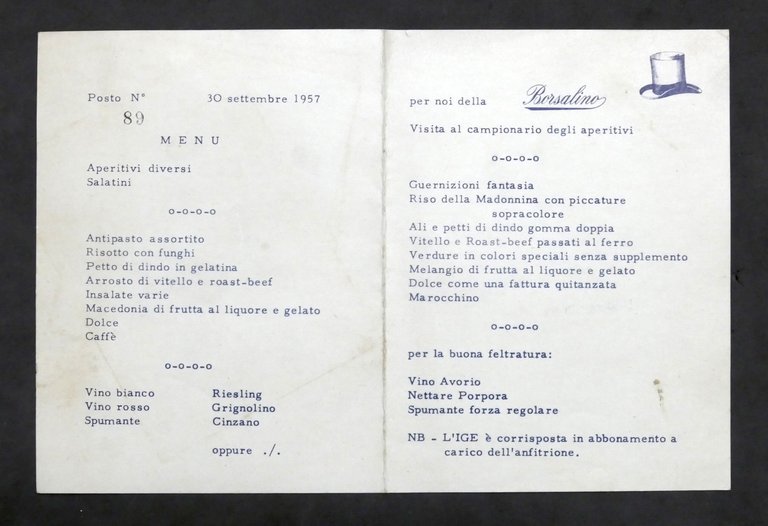 Posto N° 30 settembre 1957
89
MENU
Aperitivi diversi
Salatini
o-o-o-o
Antipasto assortito
Risotto con funghi
Petto di dindo in gelatina
Arrosto di vitello e roast-beef
Insalate varie
Macedonia di frutta al liquore e gelato
Dolce
Caffè
o-o-o-o
Vino bianco Riesling
Vino rosso Grignolino
Spumante Cinzano
oppure ./.
per noi della Borsalino
Visita al campionario degli aperitivi
o-o-o-o
Guernizioni fantasia
Riso della Madonnina con piccature
sopracolore
Ali e petti di dindo gomma doppia
Vitello e Roast-beef passati al ferro
Verdure in colori speciali senza supplemento
Melangio di frutta al liquore e gelato
Dolce come una fattura quitanzata
Marocchino
o-o-o-o
per la buona feltratura:
Vino Avorio
Nettare Porpora
Spumante forza regolare
NB - L'IGE è corrisposta in abbonamento a
carico dell'anfitrione.